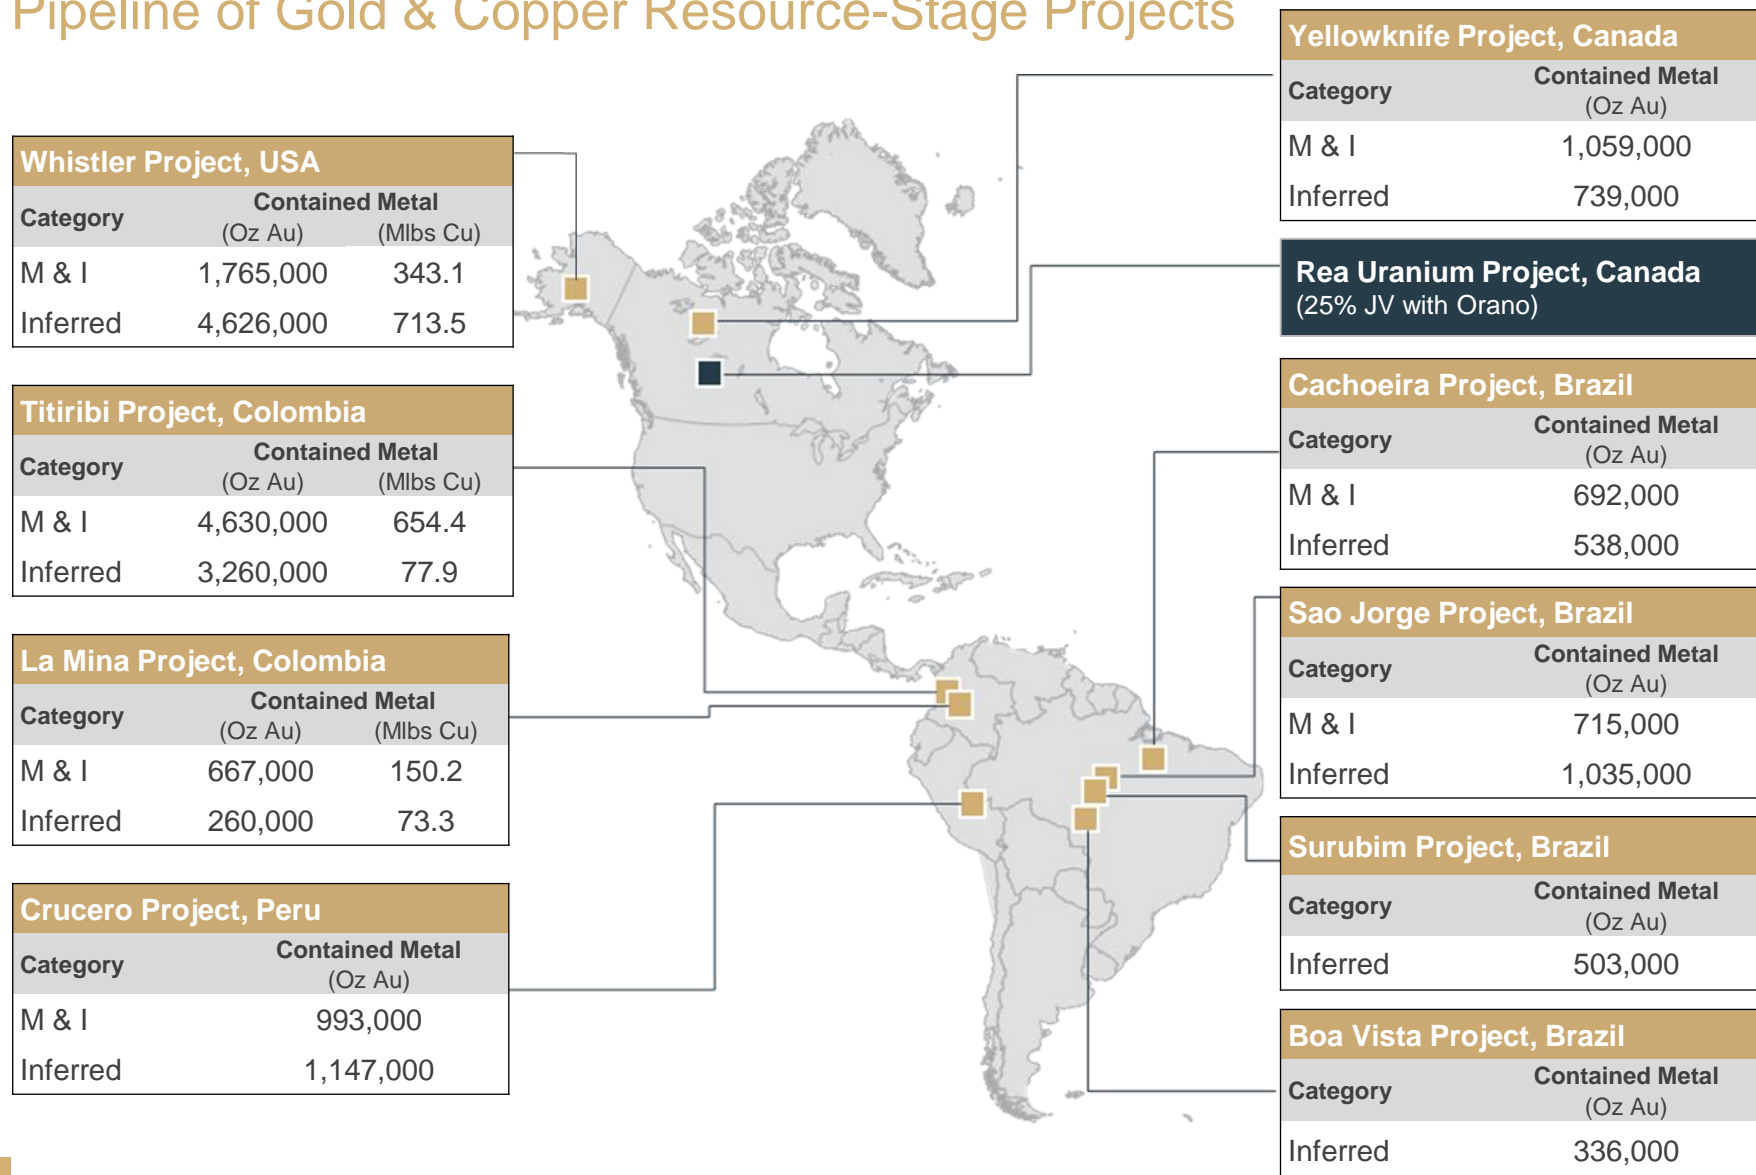 Pipeline of Gold & Copper Resource-Stage Projects
Whistler Project, USA
Category Contained Metal
(Oz Au) (Mlbs Cu)
M & I 1,765,000 343.1
Inferred 4,626,000 713.5
Titiribi Project, Colombia
Category Contained Metal
(Oz Au) (Mlbs Cu)
M & I 4,630,000 654.4
Inferred 3,260,000 77.9
La Mina Project, Colombia
Category Contained Metal
(Oz Au) (Mlbs Cu)
M & I 667,000 150.2
Inferred 260,000 73.3
Crucero Project, Peru
Category Contained Metal
(Oz Au)
M & I 993,000
Inferred 1,147,000
Yellowknife Project, Canada
Category Contained Metal
(Oz Au)
M & I 1,059,000
Inferred 739,000
Rea Uranium Project, Canada
(25% JV with Orano)
Cachoeira Project, Brazil
Category Contained Metal
(Oz Au)
M & I 692,000
Inferred 538,000
Sao Jorge Project, Brazil
Category Contained Metal
(Oz Au)
M & I 715,000
Inferred 1,035,000
Surubim Project, Brazil
Category Contained Metal
(Oz Au)
Inferred 503,000
Boa Vista Project, Brazil
Category Contained Metal
(Oz Au)
Inferred 336,000